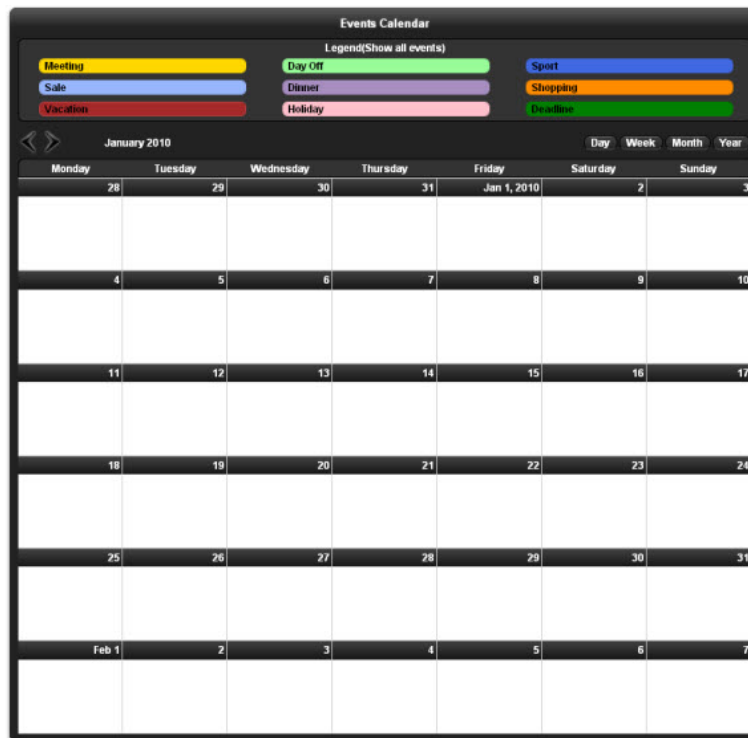 Events Calendar
Legend(Show all events)
Meeting Day Off Sport
Sale Dinner Shopping
Vacation Holiday Deadline
January 2010 Day Week Month Year
Monday Tuesday Wednesday Thursday Friday Saturday Sunday
28 29 30 31 Jan 1, 2010 2 3
4 5 6 7 8 9 10
11 12 13 14 15 16 17
18 19 20 21 22 23 24
25 26 27 28 29 30 31
Feb 1 2 3 4 5 6 7